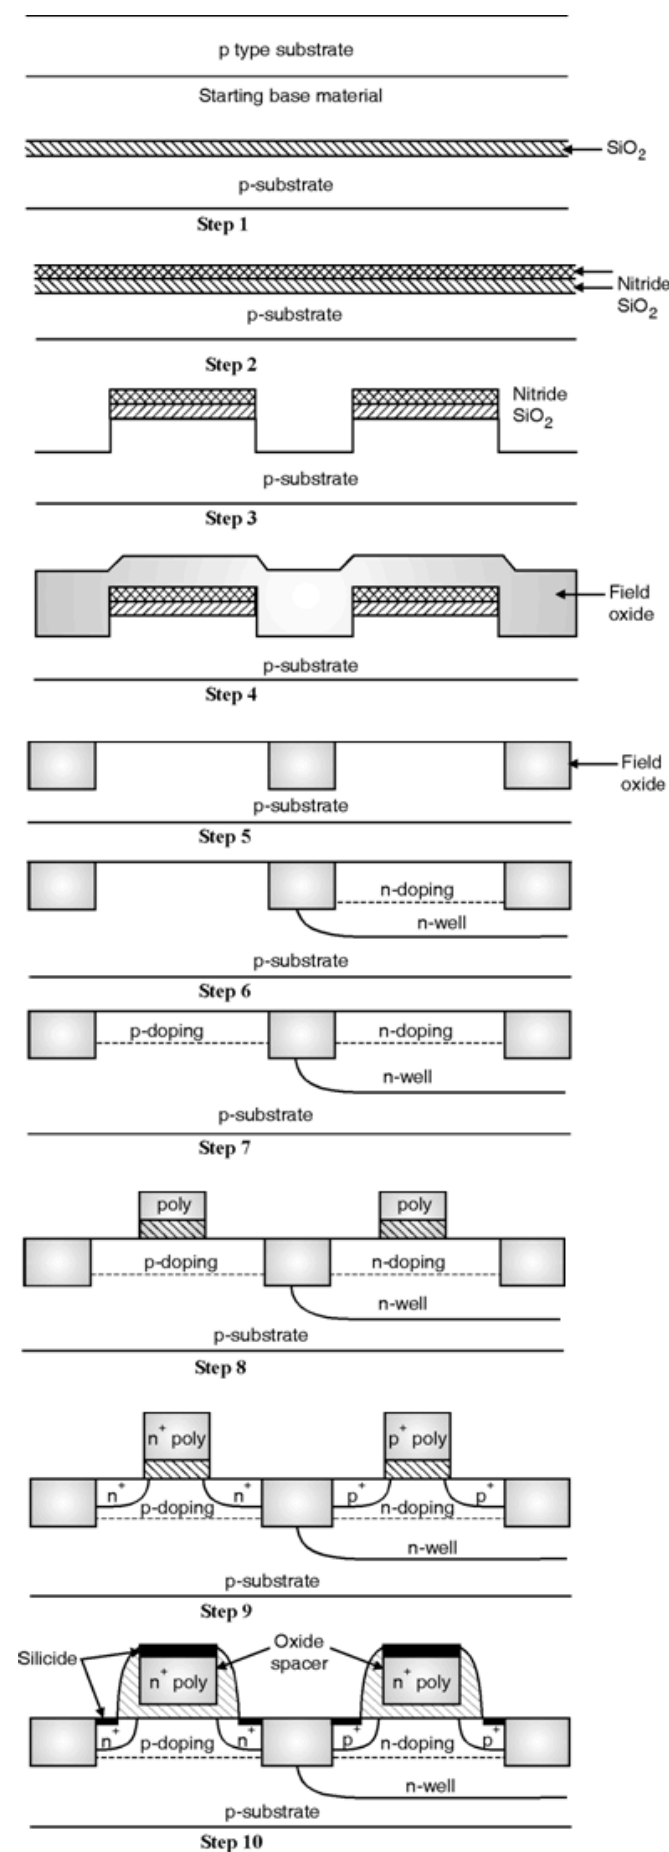 p type substrate
Starting base material
SiO2
p-substrate
Step 1
Nitride
SiO2
p-substrate
Step 2
Nitride
SiO2
p-substrate
Step 3
Field
oxide
p-substrate
Step 4
Field
oxide
p-substrate
Step 5
n-doping
n-well
p-substrate
Step 6
p-doping n-doping
n-well
p-substrate
Step 7
poly poly
p-doping n-doping
n-well
p-substrate
Step 8
n+ poly p+ poly
n+ n+ p+ p+
p-doping n-doping
n-well
p-substrate
Step 9
Silicide
Oxide
spacer
n+ poly n+ poly
n+ p-doping n+ p+ n-doping p+
n-well
p-substrate
Step 10